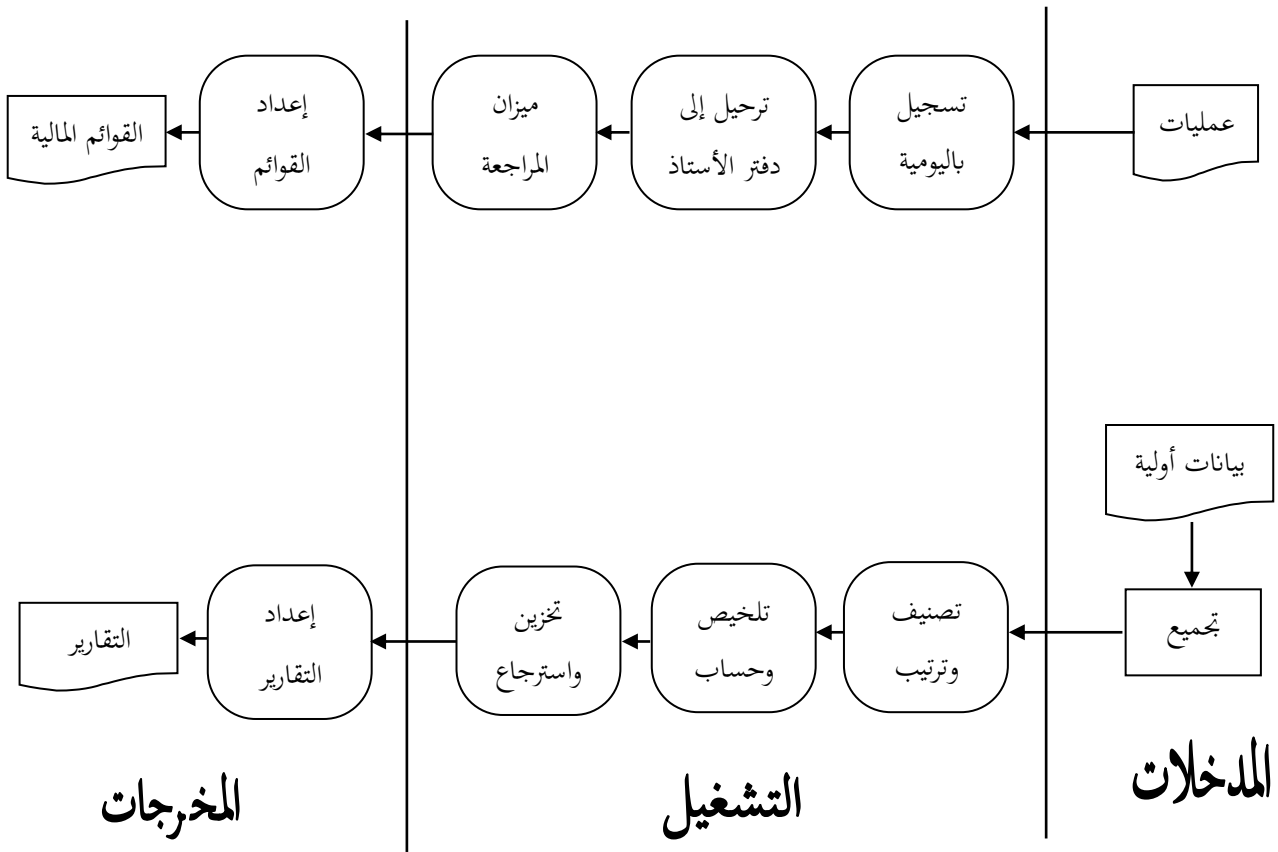 عمليات
تسجيل
باليومية
ترحيل إلى
دفتر الأستاذ
ميزان
المراجعة
إعداد
القوائم
القوائم المالية
بيانات أولية
تجميع
تصنيف
وترتيب
تلخيص
وحساب
تخزين
واسترجاع
إعداد
التقارير
التقارير
المدخلات
التشغيل
المخرجات